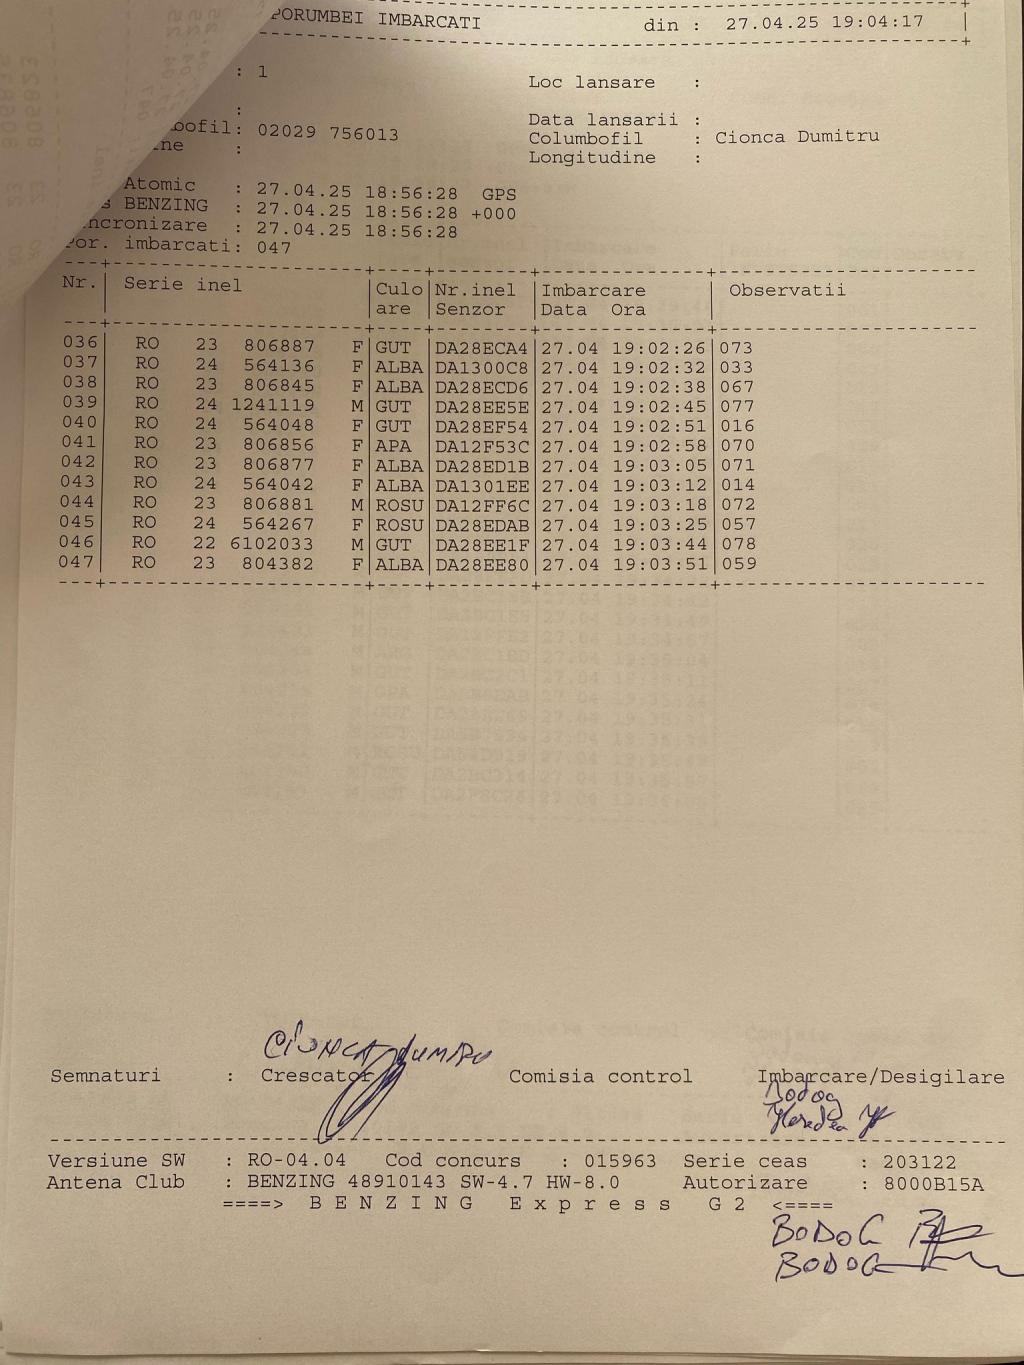 PORUMBEI IMBARCATI din : 27.04.25 19:04:17 |
: 1 Loc lansare :
: Data lansarii :
ofil: 02029 756013 Columbofil : Cionca Dumitru
ne : Longitudine :
Atomic : 27.04.25 18:56:28 GPS
BENZING : 27.04.25 18:56:28 +000
ncronizare : 27.04.25 18:56:28
Por. imbarcati: 047
Nr.| Serie inel |Culo|Nr.inel|Imbarcare | Observatii
|are |Senzor |Data Ora |
036 RO 23 806887 F|GUT |DA28ECA4|27.04 19:02:26|073
037 RO 24 564136 F|ALBA|DA1300C8|27.04 19:02:32|033
038 RO 23 806845 F|ALBA|DA28ECD6|27.04 19:02:38|067
039 RO 24 1241119 M|GUT |DA28EE5E|27.04 19:02:45|077
040 RO 24 564048 F|GUT |DA28EF54|27.04 19:02:51|016
041 RO 23 806856 F|APA |DA12F53C|27.04 19:02:58|070
042 RO 23 806877 F|ALBA|DA28ED1B|27.04 19:03:05|071
043 RO 24 564042 F|ALBA|DA1301EE|27.04 19:03:12|014
044 RO 23 806881 M|ROSU|DA12FF6C|27.04 19:03:18|072
045 RO 24 564267 F|ROSU|DA28EDAB|27.04 19:03:25|057
046 RO 22 6102033 M|GUT |DA28EE1F|27.04 19:03:44|078
047 RO 23 804382 F|ALBA|DA28EE80|27.04 19:03:51|059
CIONCA DUMITRU
Semnaturi : Crescator Comisia control Imbarcare/Desigilare
Bodog
Versiune SW : RO-04.04 Cod concurs : 015963 Serie ceas : 203122
Antena Club : BENZING 48910143 SW-4.7 HW-8.0 Autorizare : 8000B15A
====> B E N Z I N G E x p r e s s G 2 <====
BODOG
BODOG